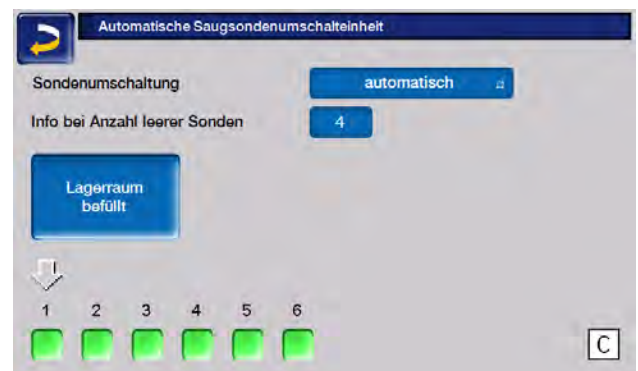 Automatische Saugsondenumschalteinheit
Sondenumschaltung automatisch
Info bei Anzahl leerer Sonden 4
Lagerraum
befüllt
1 2 3 4 5 6
C